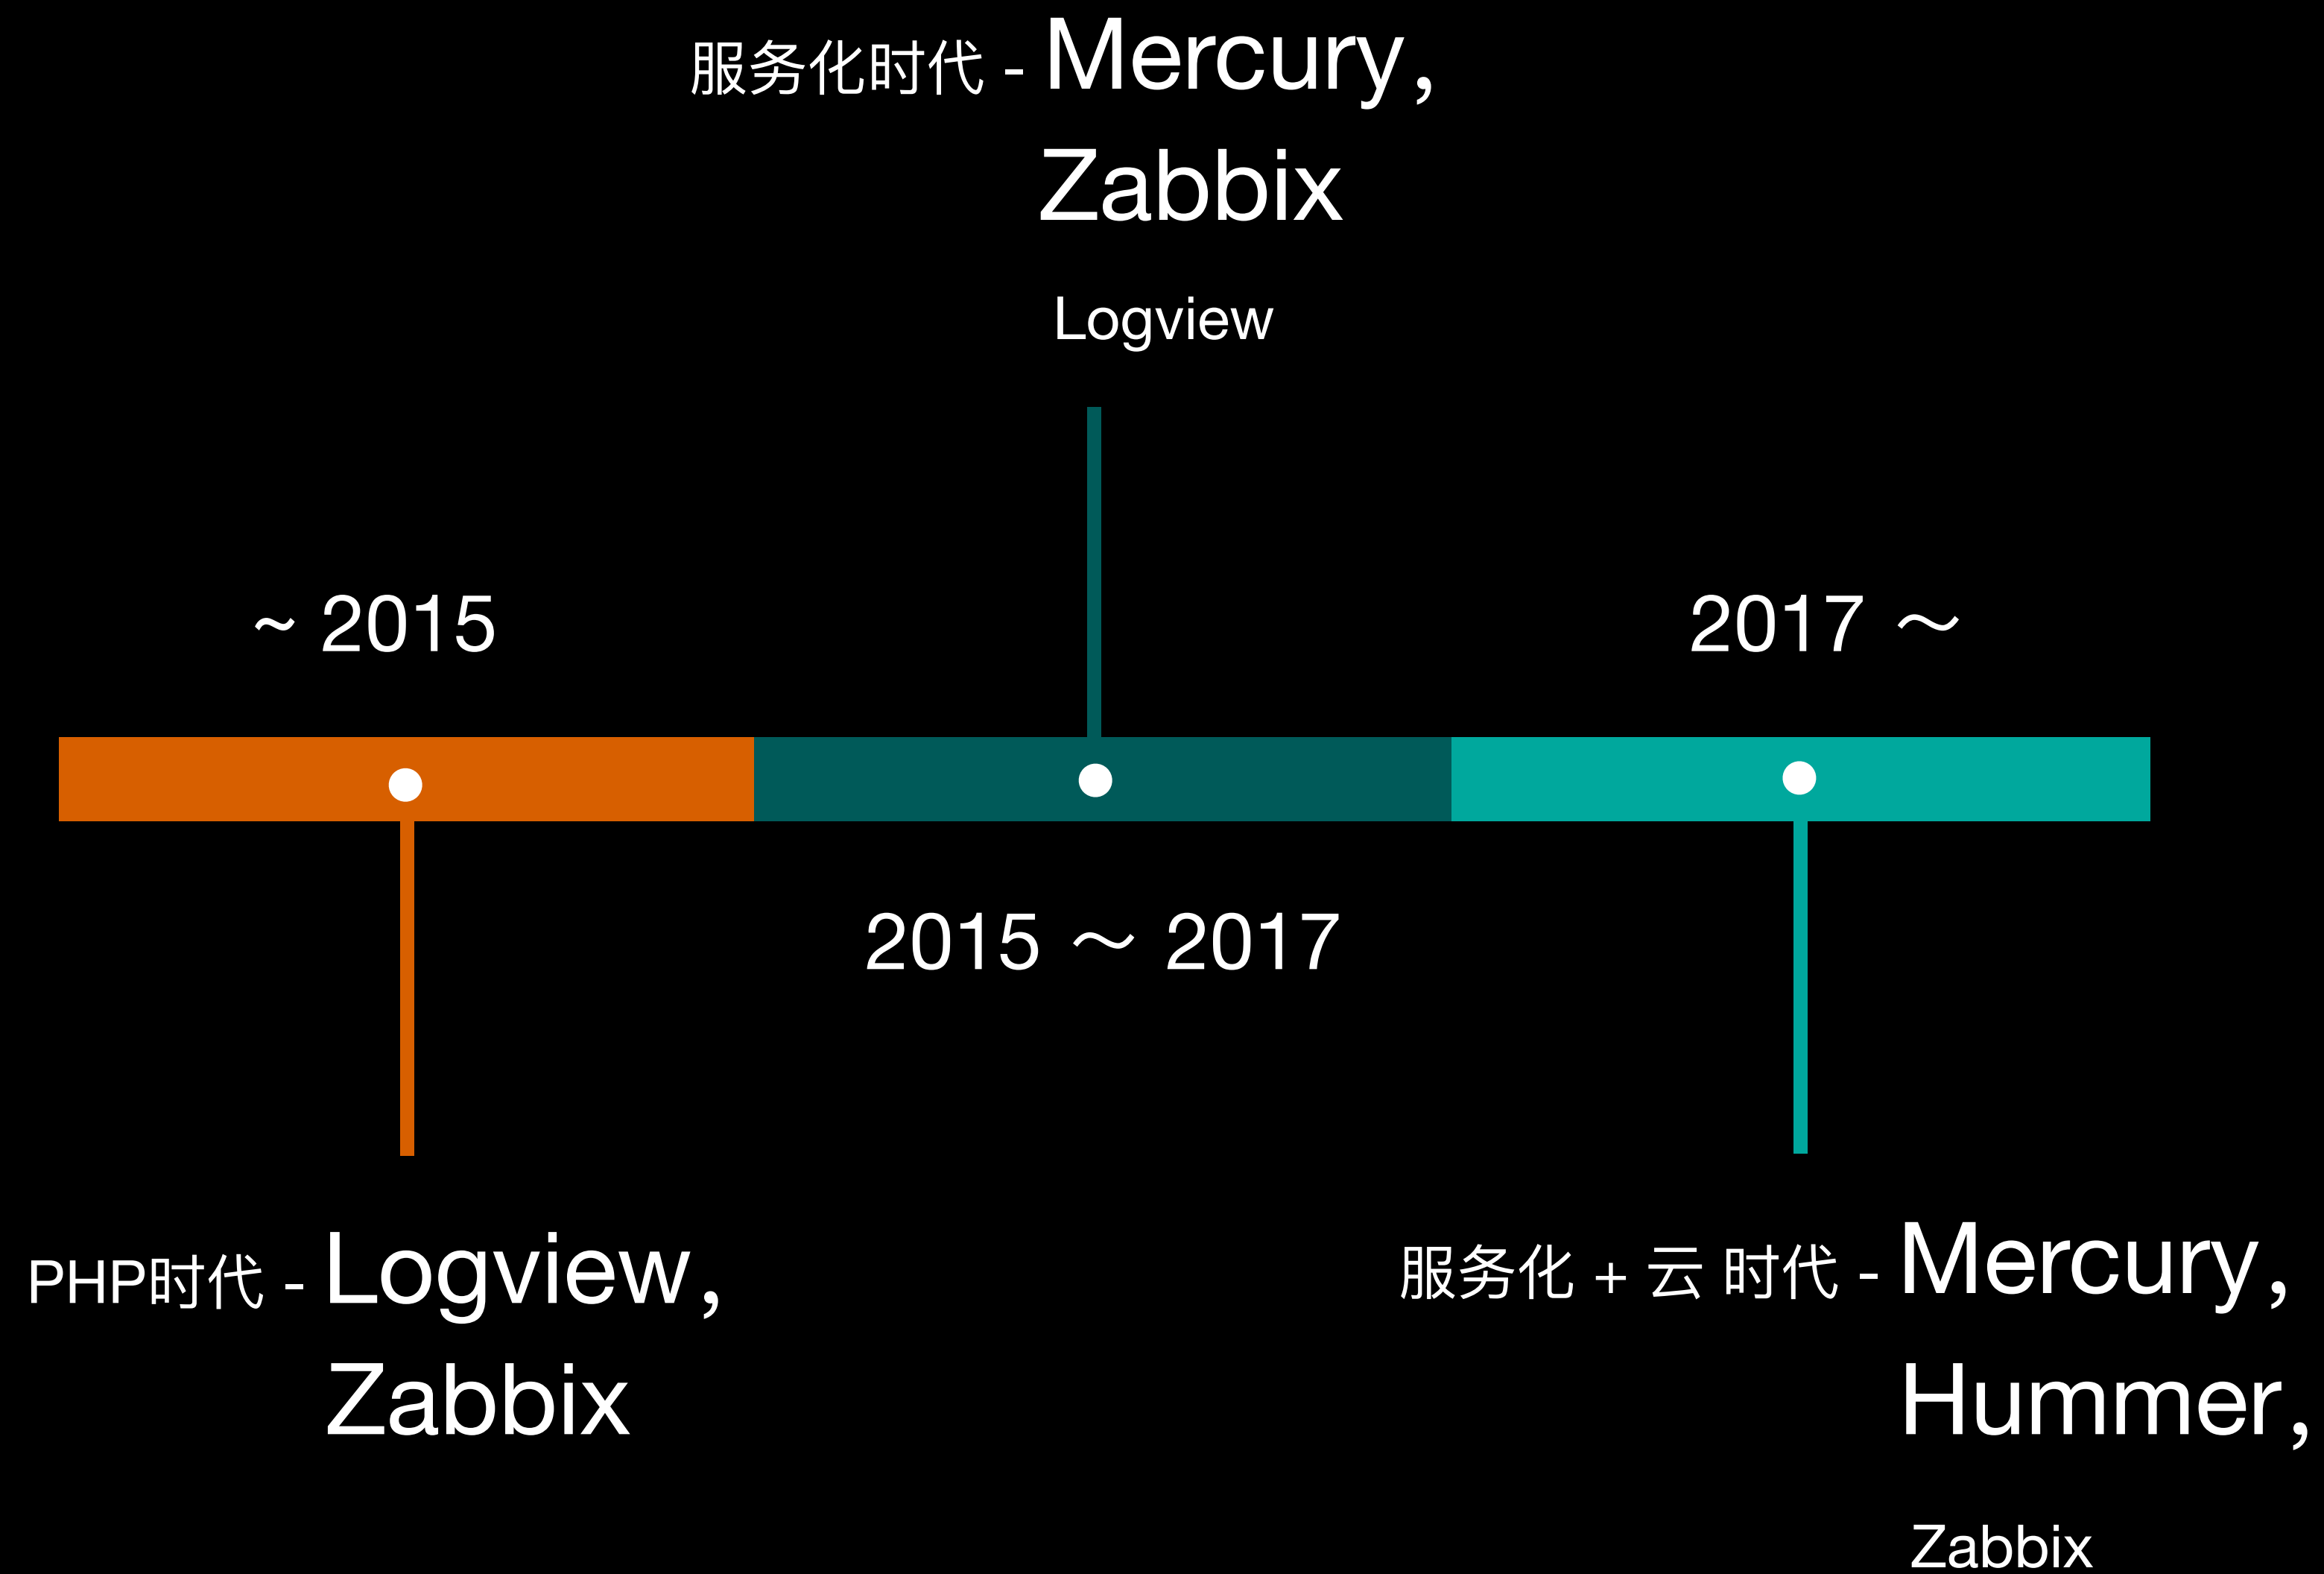 服务化时代 - Mercury,
Zabbix
Logview
~ 2015
2017 ～
2015 ～ 2017
PHP时代 - Logview,
Zabbix
服务化 + 云 时代 - Mercury,
Hummer,
Zabbix